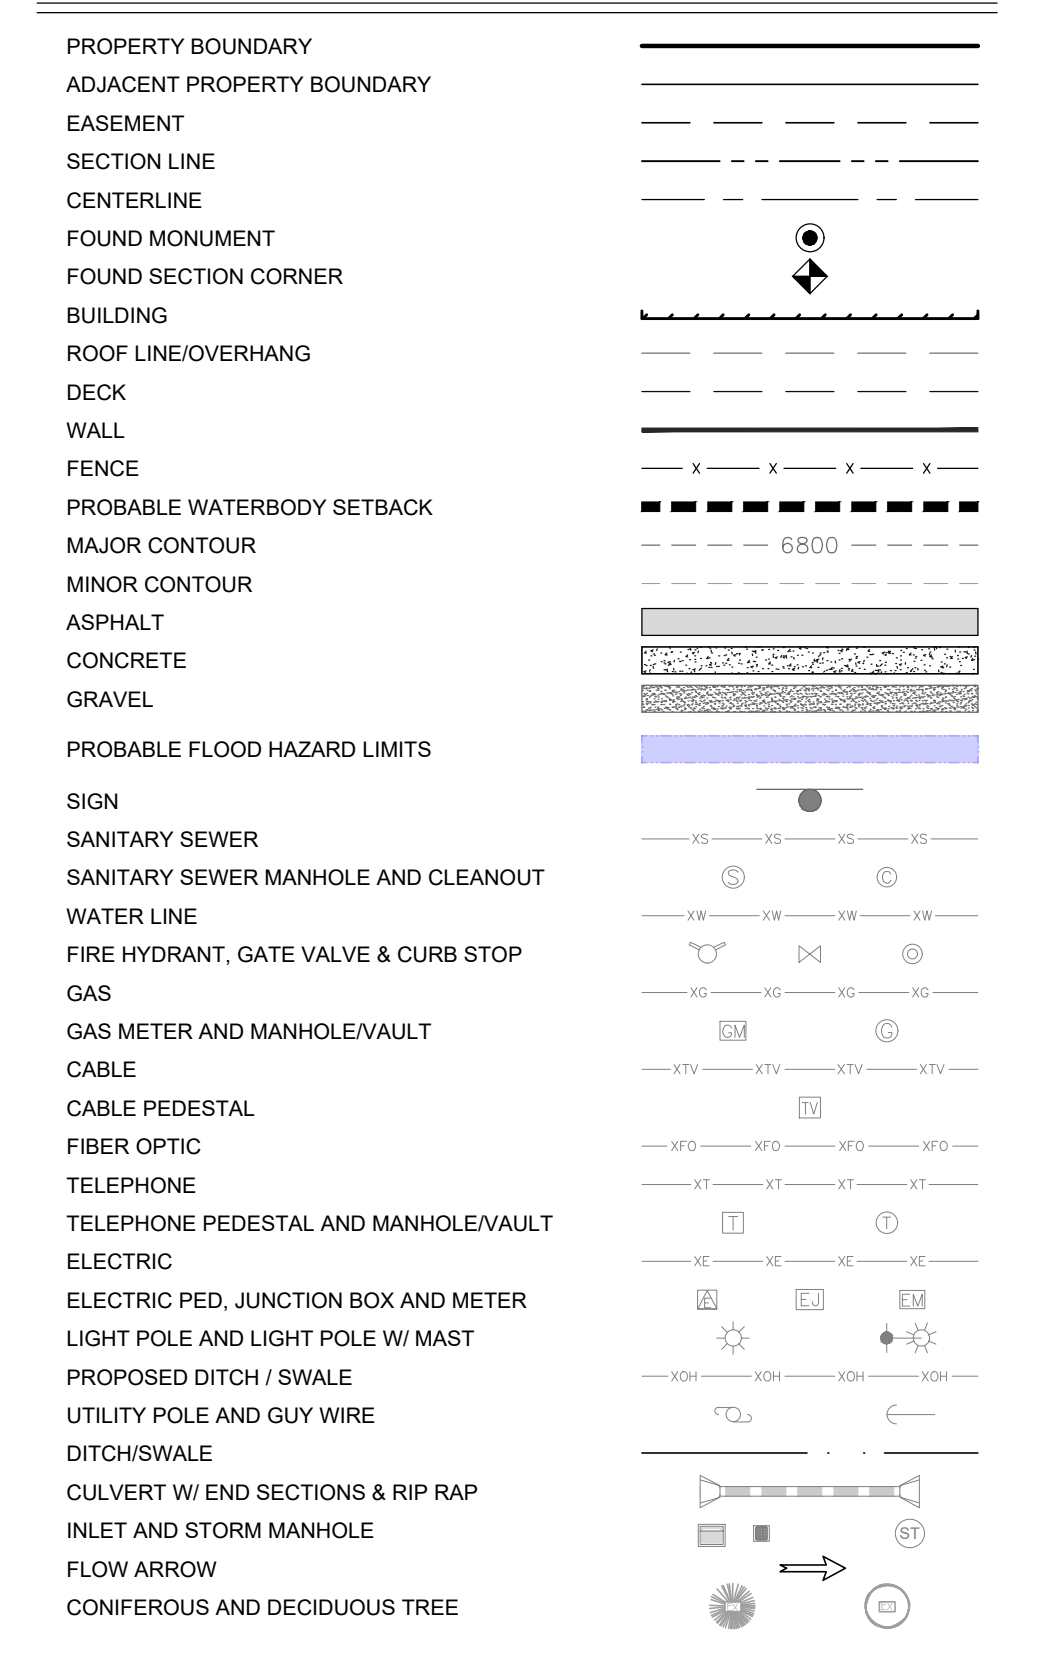 PROPERTY BOUNDARY
ADJACENT PROPERTY BOUNDARY
EASEMENT
SECTION LINE
CENTERLINE
FOUND MONUMENT
FOUND SECTION CORNER
BUILDING
ROOF LINE/OVERHANG
DECK
WALL
FENCE X X X X
PROBABLE WATERBODY SETBACK
MAJOR CONTOUR 6800
MINOR CONTOUR
ASPHALT
CONCRETE
GRAVEL
PROBABLE FLOOD HAZARD LIMITS
SIGN
SANITARY SEWER XS XS XS XS
SANITARY SEWER MANHOLE AND CLEANOUT S C
WATER LINE XW XW XW XW
FIRE HYDRANT, GATE VALVE & CURB STOP
GAS XG XG XG XG
GAS METER AND MANHOLE/VAULT GM G
CABLE XTV XTV XTV XTV
CABLE PEDESTAL TV
FIBER OPTIC XFO XFO XFO XFO
TELEPHONE XT XT XT XT
TELEPHONE PEDESTAL AND MANHOLE/VAULT T T
ELECTRIC XE XE XE XE
ELECTRIC PED, JUNCTION BOX AND METER E EJ EM
LIGHT POLE AND LIGHT POLE W/ MAST
PROPOSED DITCH / SWALE XOH XOH XOH XOH
UTILITY POLE AND GUY WIRE
DITCH/SWALE
CULVERT W/ END SECTIONS & RIP RAP
INLET AND STORM MANHOLE ST
FLOW ARROW
CONIFEROUS AND DECIDUOUS TREE EX EX